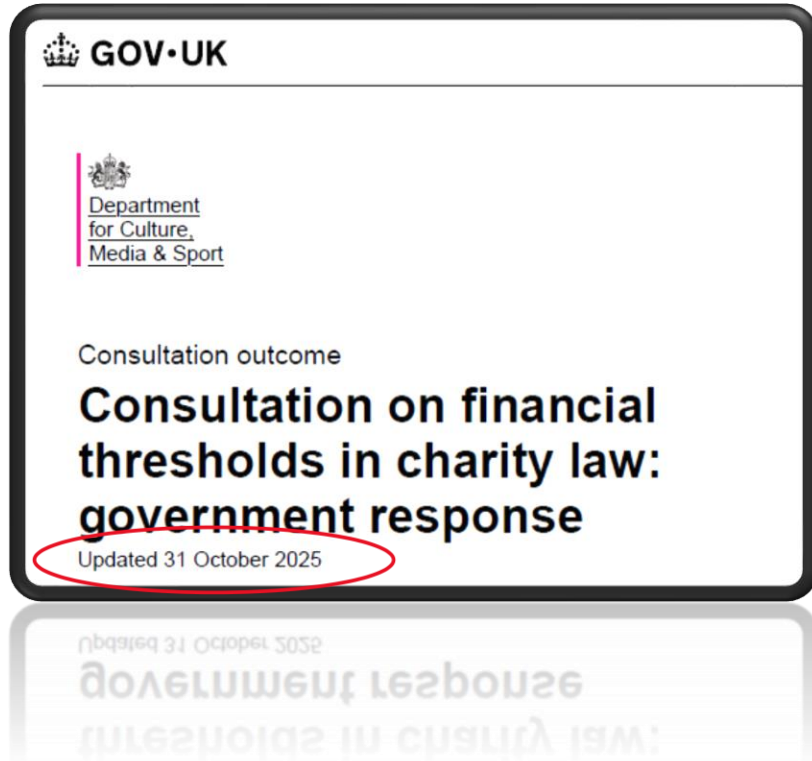 GOV·UK
Department
for Culture,
Media & Sport
Consultation outcome
Consultation on financial
thresholds in charity law:
government response
Updated 31 October 2025